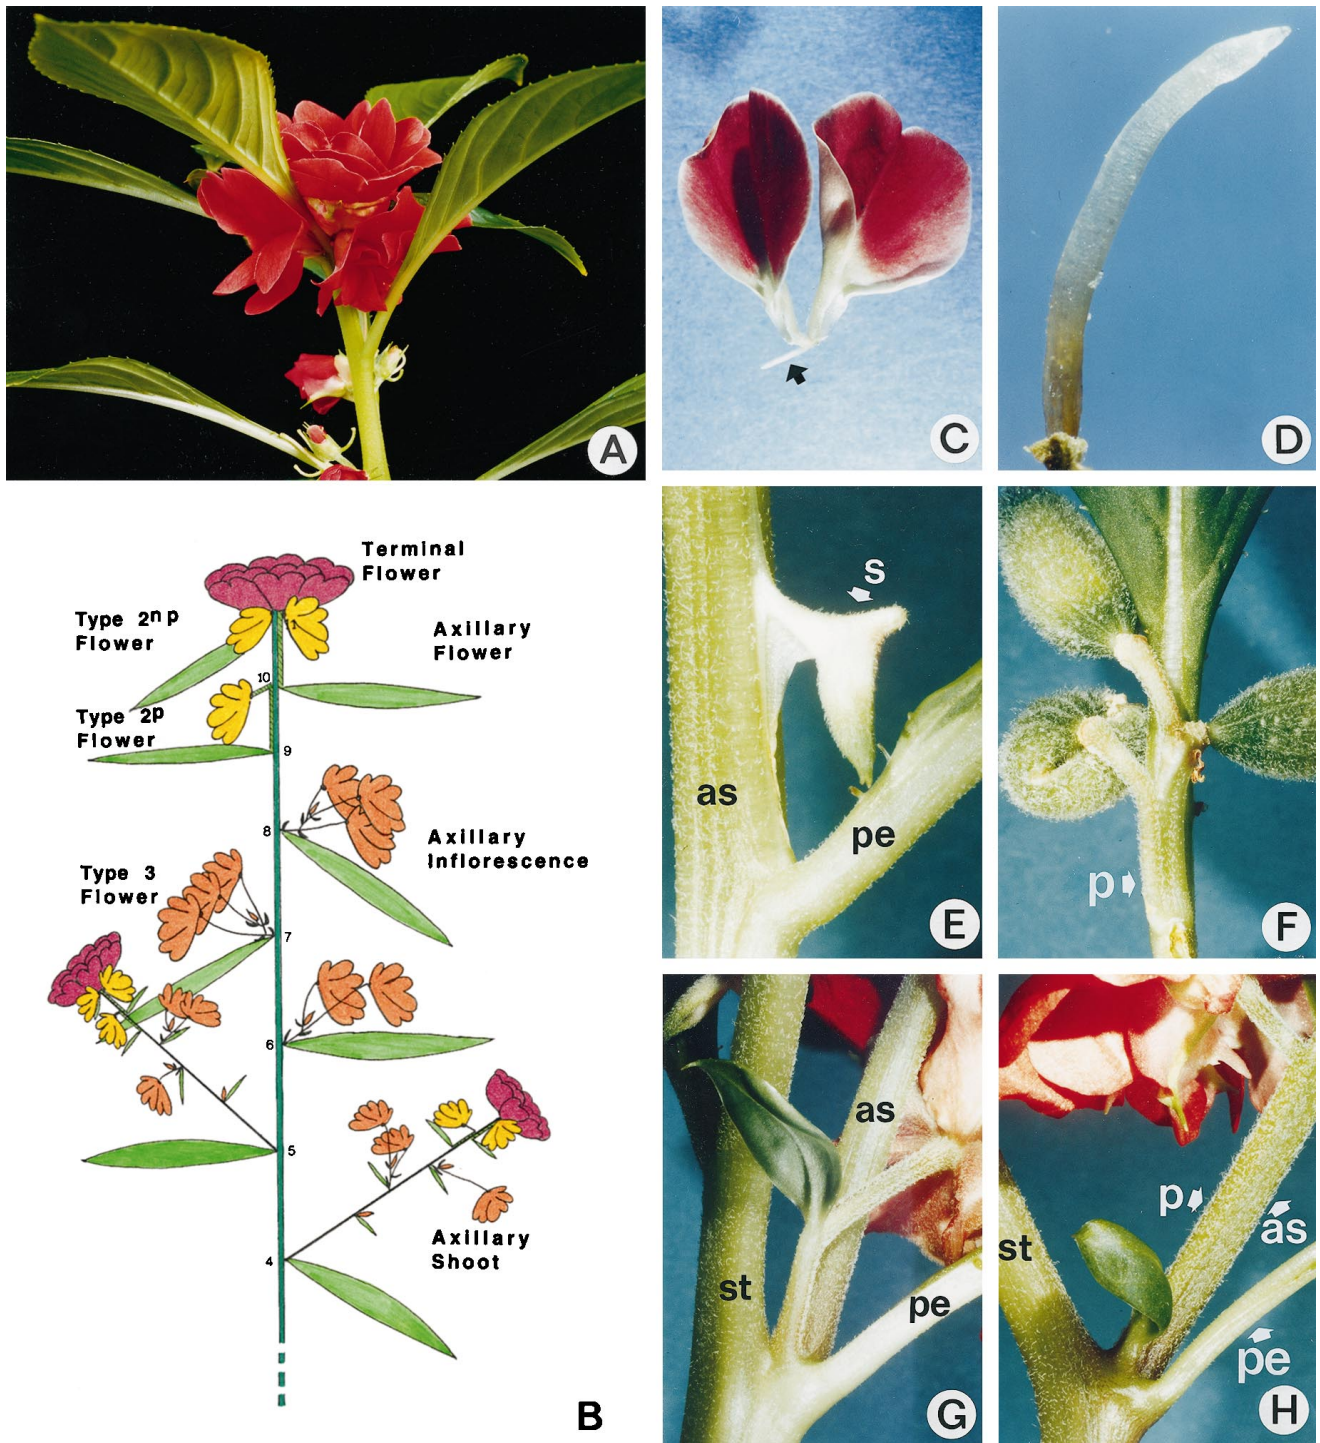 A
C
D
Terminal
Flower
Type 2np
Flower
Axillary
Flower
11
10
Type 2p
Flower
9
8
Axillary
Inflorescence
Type 3
Flower
7
6
5
Axillary
Shoot
4
B
s
as
pe
E
p
F
as
st
pe
G
p
as
st
pe
H